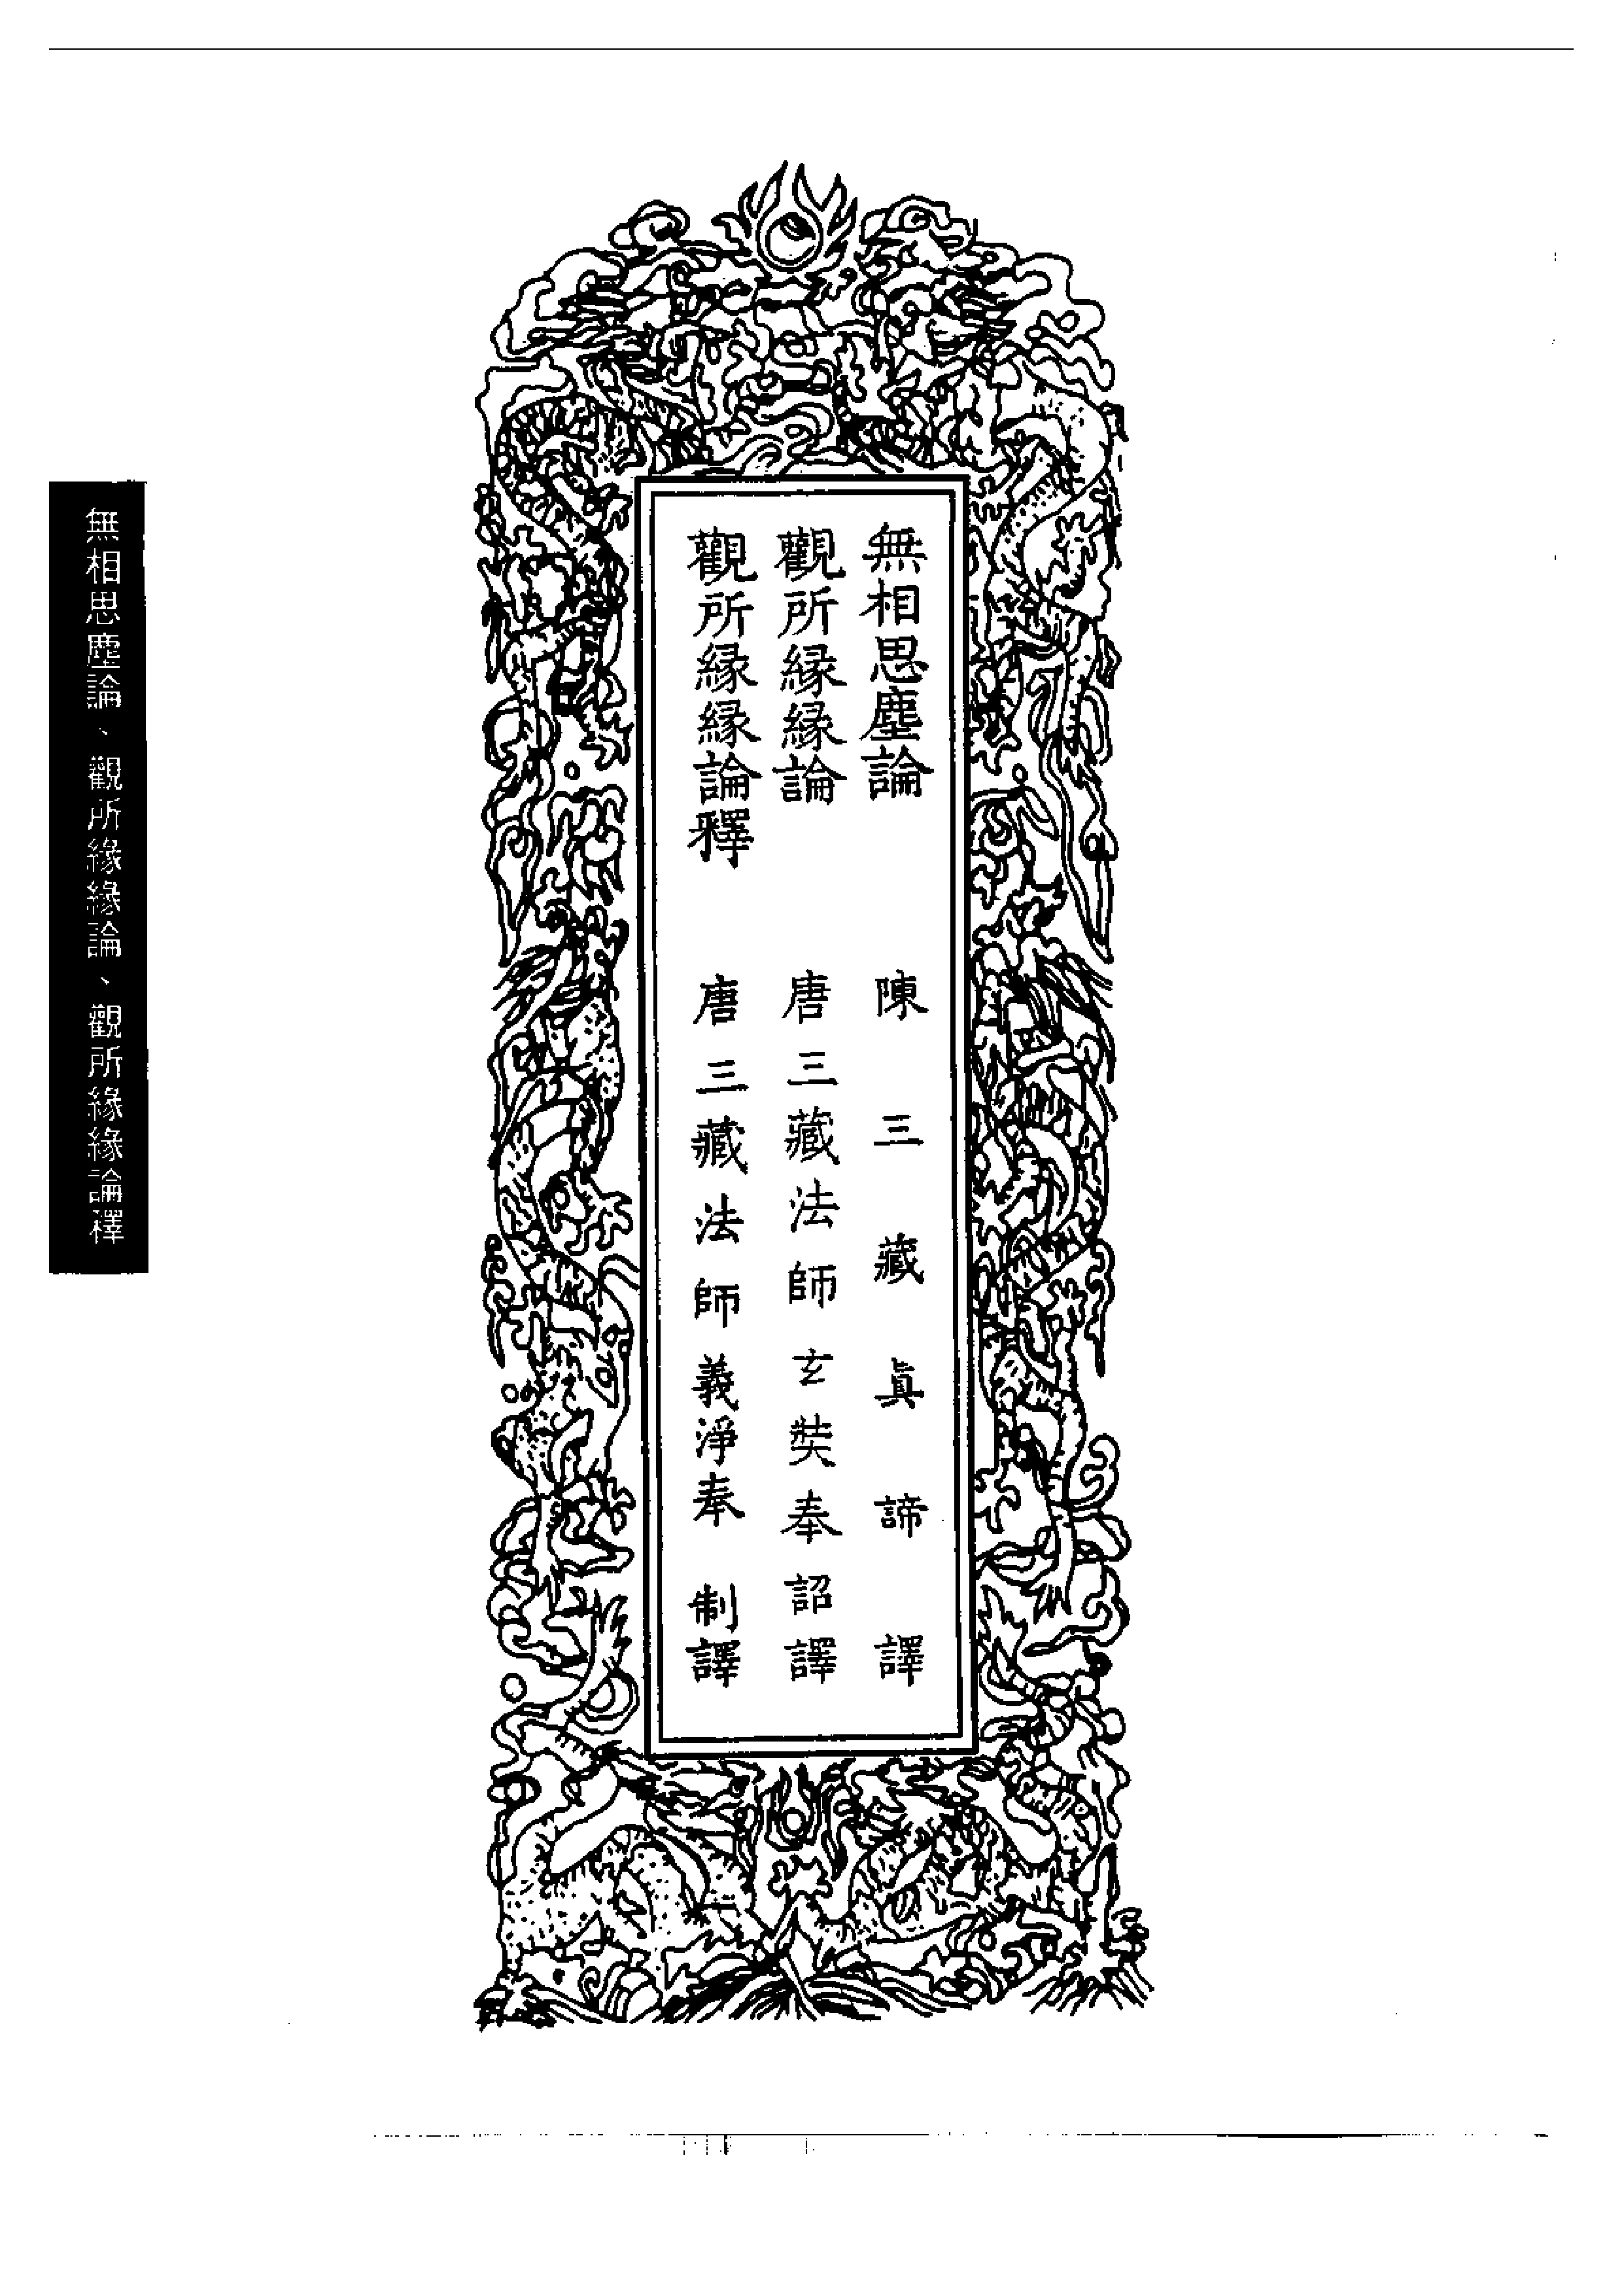 無相思塵論 陳三藏眞諦譯
觀所緣緣論 唐三藏法師玄奘奉詔譯
觀所緣緣論釋 唐三藏法師義淨奉 制譯
無相思塵論、觀所緣緣論、觀所緣緣論釋